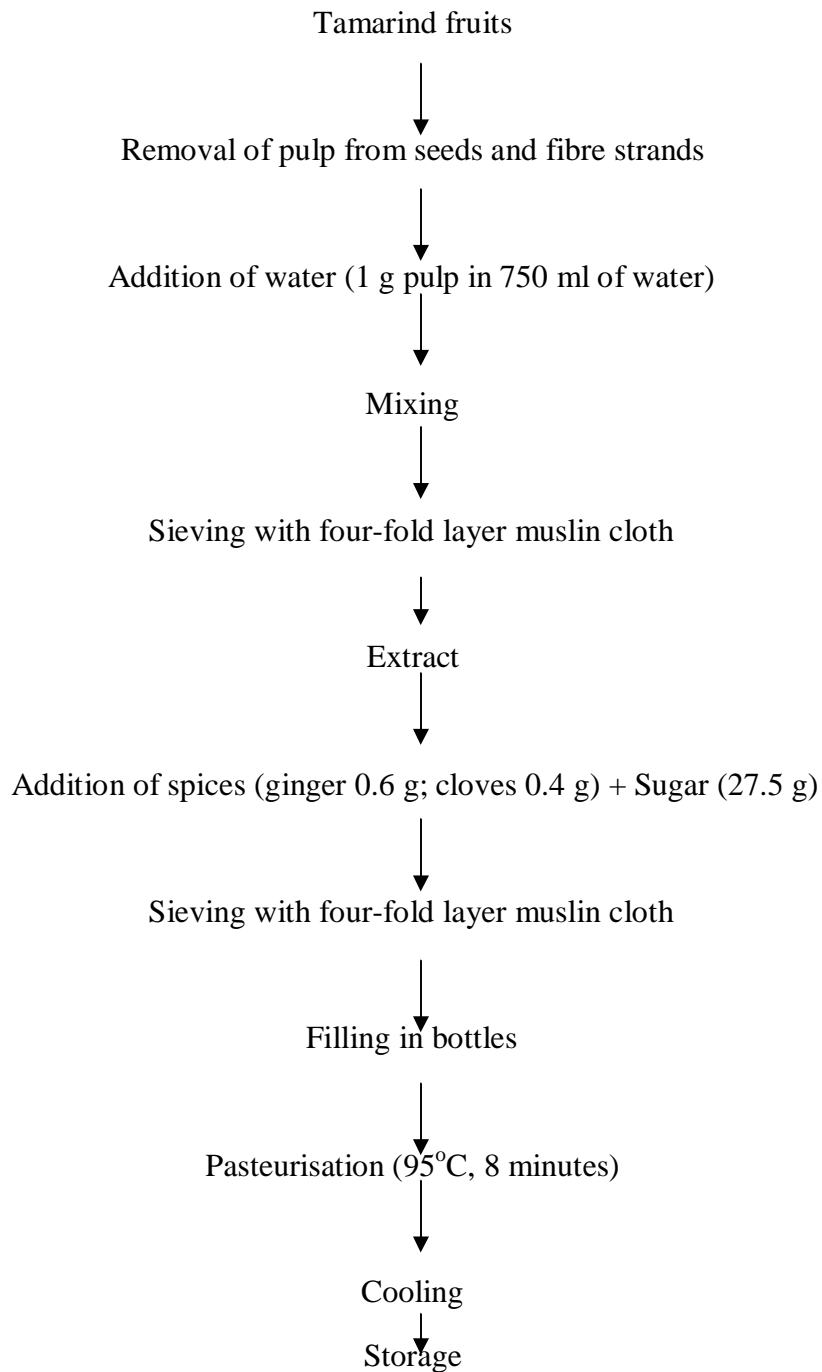 Tamarind fruits
Removal of pulp from seeds and fibre strands
Addition of water (1 g pulp in 750 ml of water)
Mixing
Sieving with four-fold layer muslin cloth
Extract
Addition of spices (ginger 0.6 g; cloves 0.4 g) + Sugar (27.5 g)
Sieving with four-fold layer muslin cloth
Filling in bottles
Pasteurisation (95°C, 8 minutes)
Cooling
Storage